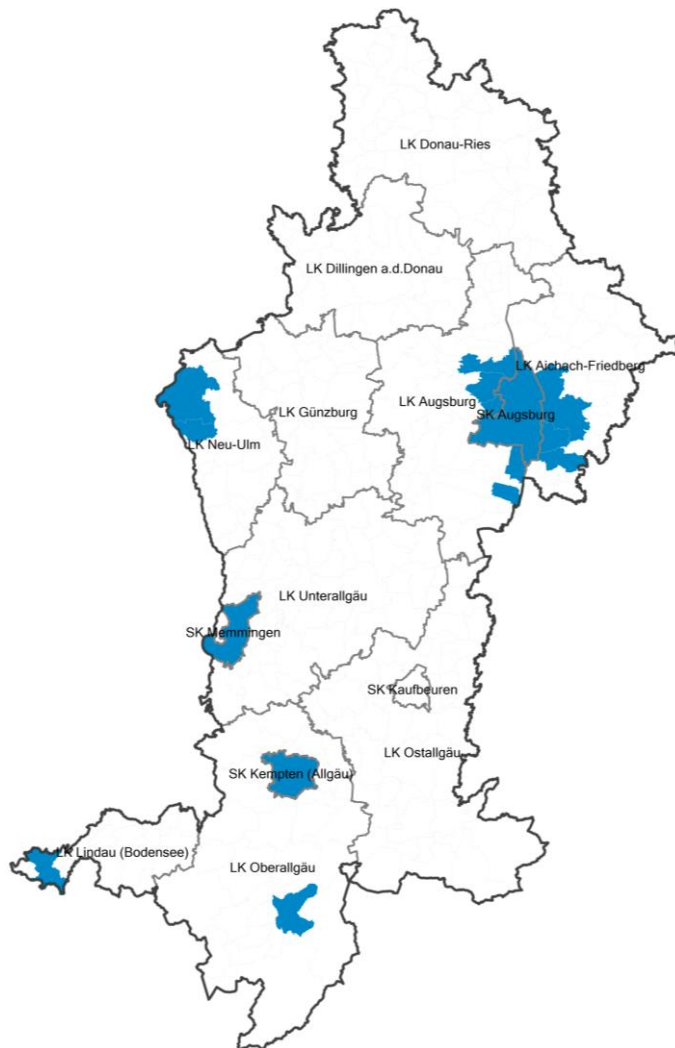 LK Donau-Ries
LK Dillingen a.d.Donau
LK Aichach-Friedberg
LK Augsburg
LK Günzburg
SK Augsburg
LK Neu-Ulm
LK Unterallgäu
SK Memmingen
SK Kaufbeuren
LK Ostallgäu
SK Kempten (Allgäu)
LK Lindau (Bodensee)
LK Oberallgäu